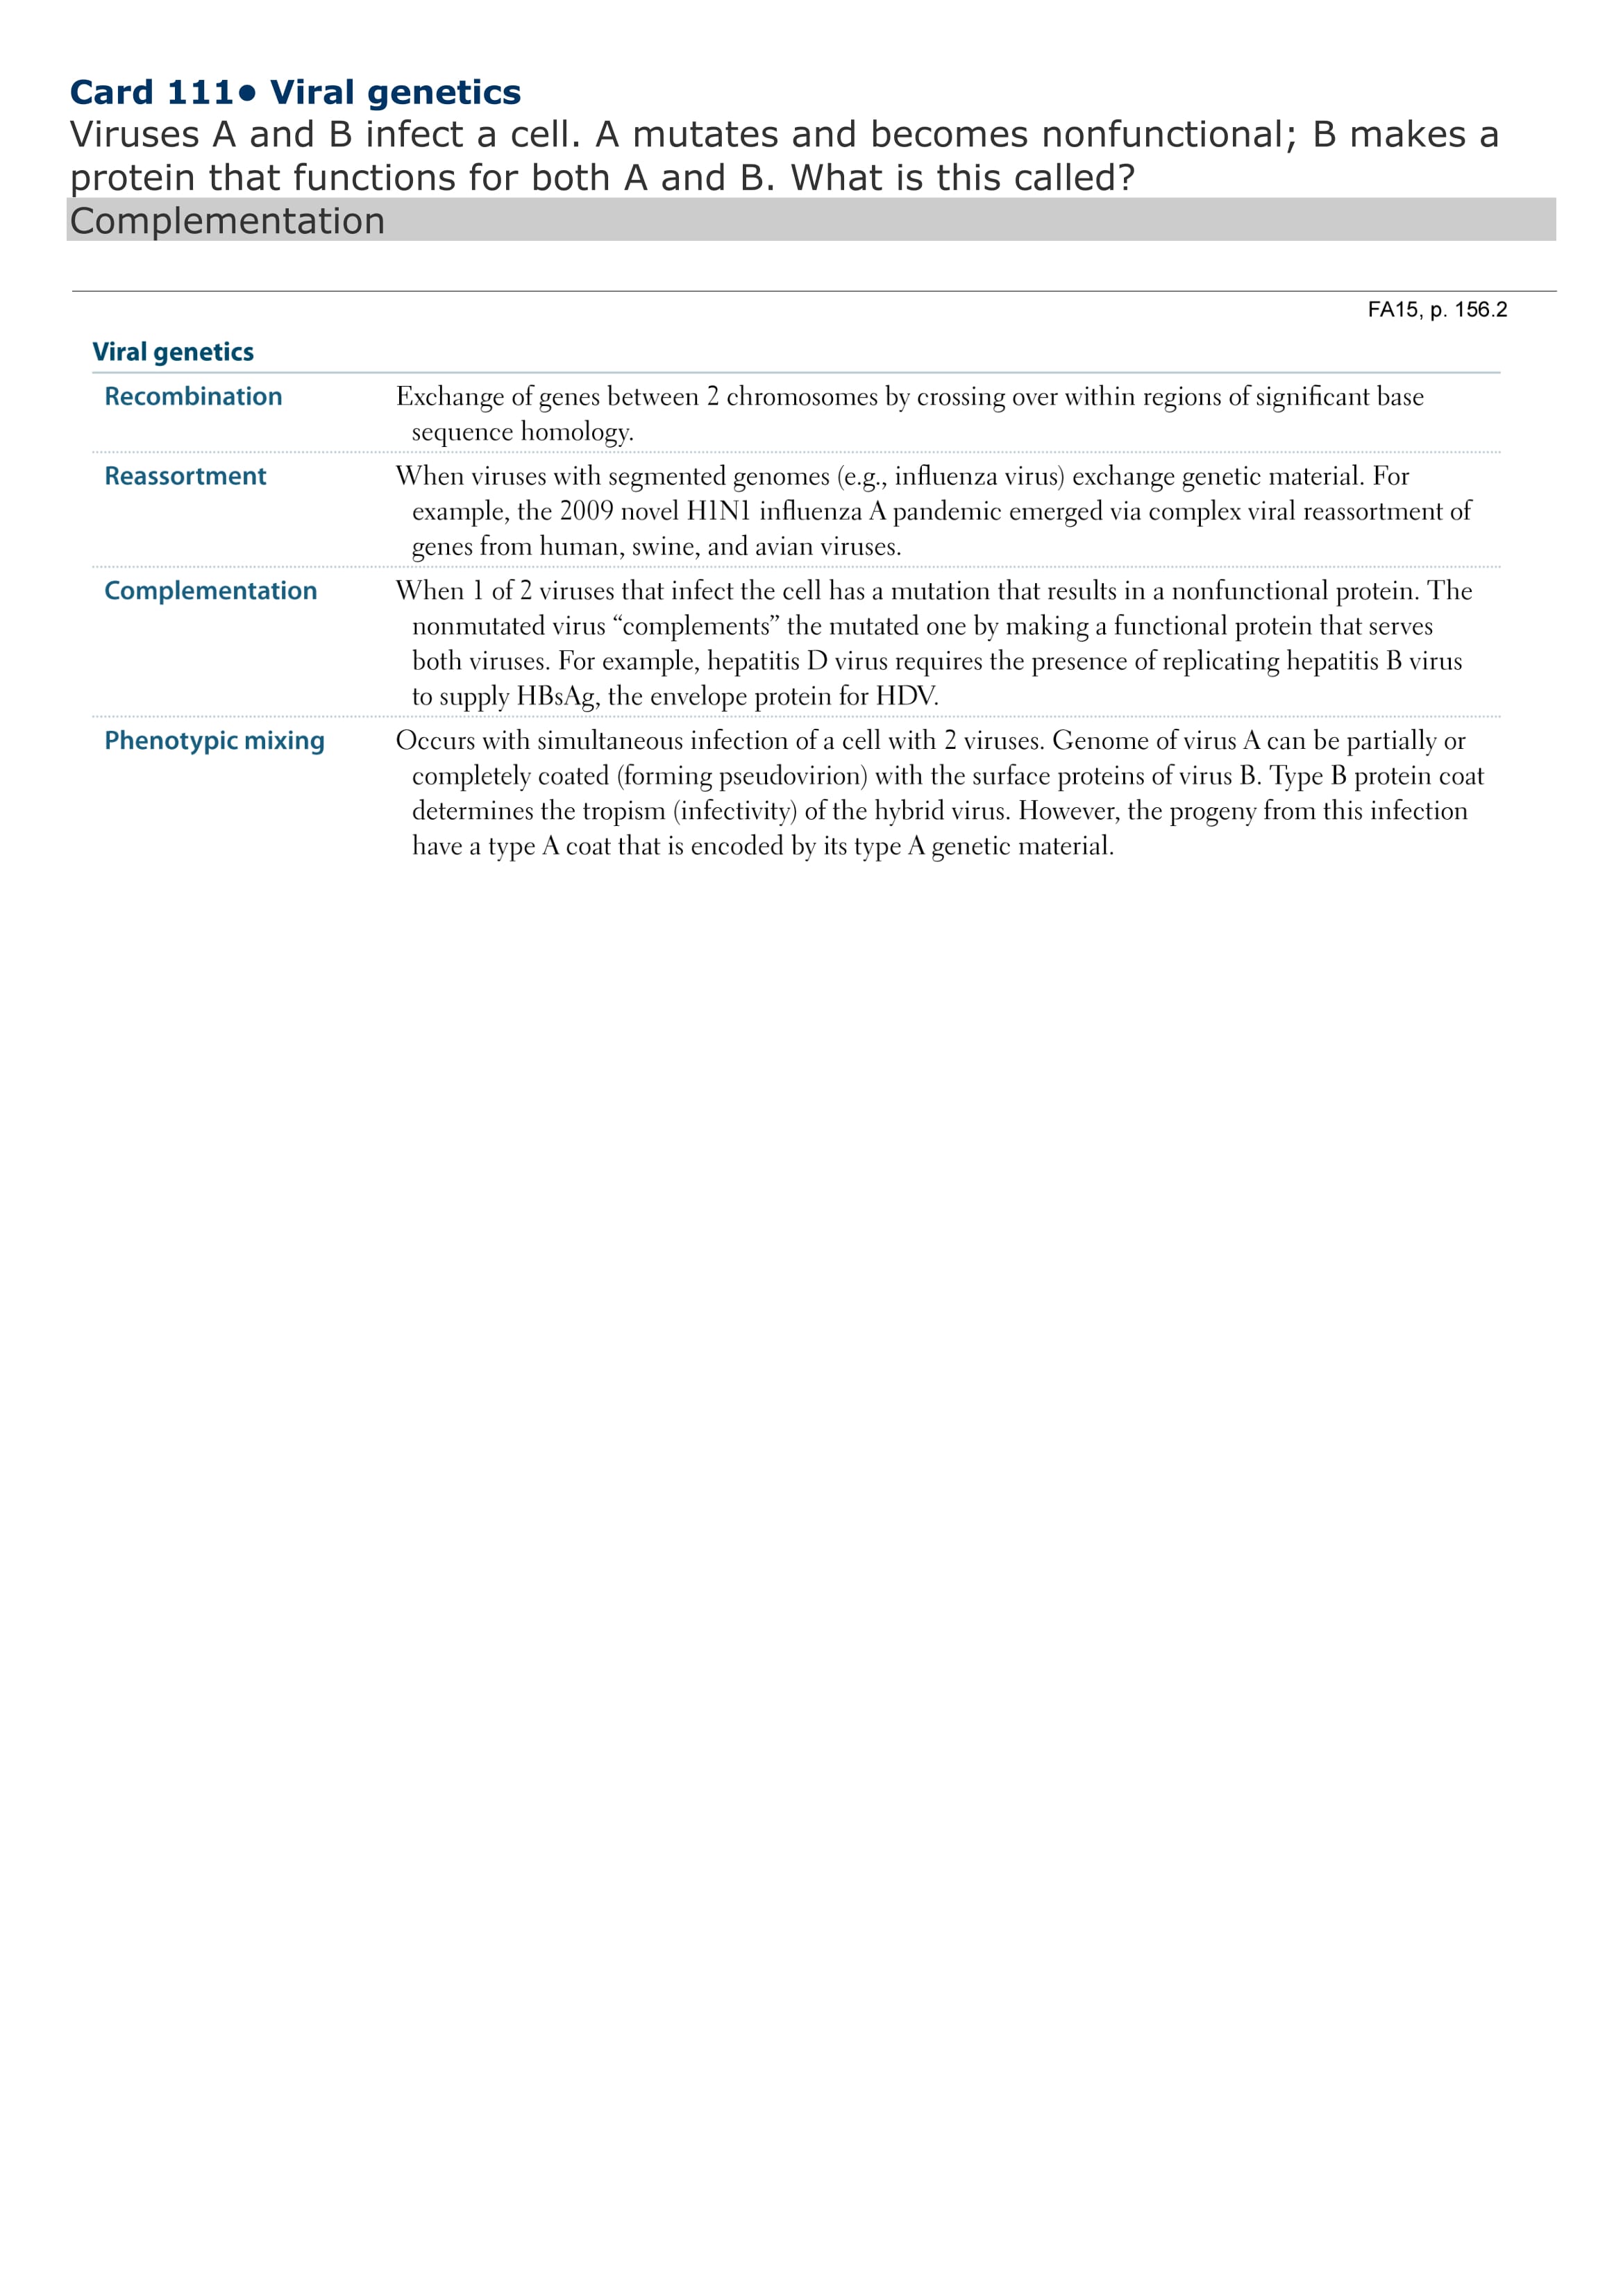 Card 111• Viral genetics
Viruses A and B infect a cell. A mutates and becomes nonfunctional; B makes a
protein that functions for both A and B. What is this called?
Complementation
FA15, p. 156.2
Viral genetics
Recombination Exchange of genes between 2 chromosomes by crossing over within regions of significant base
sequence homology.
Reassortment When viruses with segmented genomes (e.g., influenza virus) exchange genetic material. For
example, the 2009 novel H1N1 influenza A pandemic emerged via complex viral reassortment of
genes from human, swine, and avian viruses.
Complementation When 1 of 2 viruses that infect the cell has a mutation that results in a nonfunctional protein. The
nonmutated virus “complements” the mutated one by making a functional protein that serves
both viruses. For example, hepatitis D virus requires the presence of replicating hepatitis B virus
to supply HBsAg, the envelope protein for HDV.
Phenotypic mixing Occurs with simultaneous infection of a cell with 2 viruses. Genome of virus A can be partially or
completely coated (forming pseudovirion) with the surface proteins of virus B. Type B protein coat
determines the tropism (infectivity) of the hybrid virus. However, the progeny from this infection
have a type A coat that is encoded by its type A genetic material.